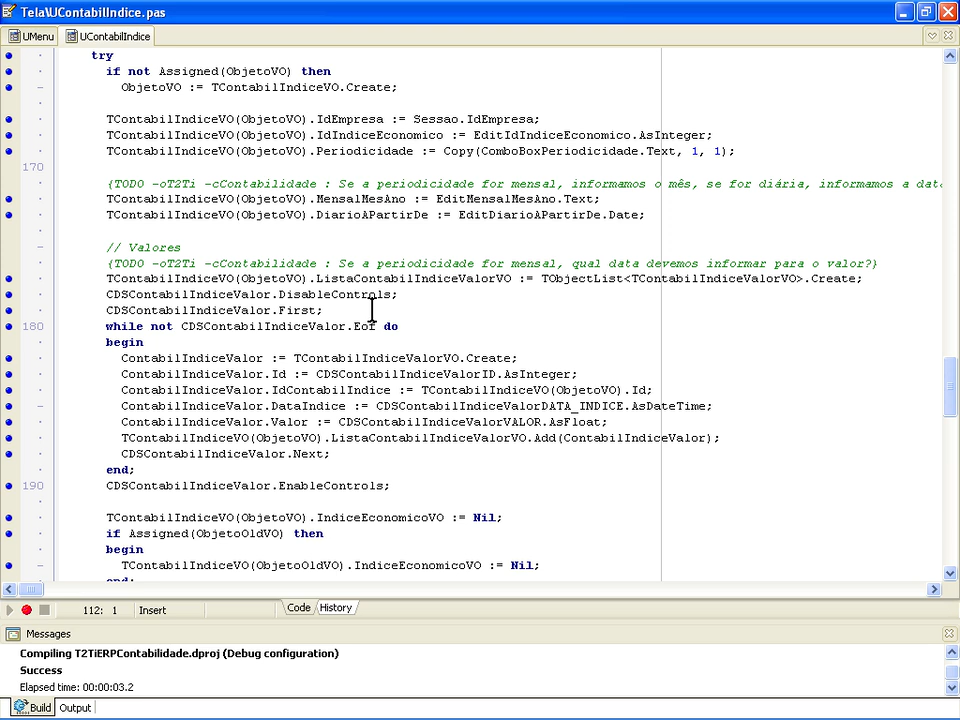 Tela\UContabilIndice.pas
UMenu UContabilIndice
try
if not Assigned(ObjetoVO) then
ObjetoVO := TContabilIndiceVO.Create;
TContabilIndiceVO(ObjetoVO).IdEmpresa := Sessao.IdEmpresa;
TContabilIndiceVO(ObjetoVO).IdIndiceEconomico := EditIdIndiceEconomico.AsInteger;
TContabilIndiceVO(ObjetoVO).Periodicidade := Copy(ComboBoxPeriodicidade.Text, 1, 1);
170
{TODO -oT2Ti -cContabilidade : Se a periodicidade for mensal, informamos o mês, se for diária, informamos a dat
TContabilIndiceVO(ObjetoVO).MensalMesAno := EditMensalMesAno.Text;
TContabilIndiceVO(ObjetoVO).DiarioAPartirDe := EditDiarioAPartirDe.Date;
// Valores
{TODO -oT2Ti -cContabilidade : Se a periodicidade for mensal, qual data devemos informar para o valor?}
TContabilIndiceVO(ObjetoVO).ListaContabilIndiceValorVO := TObjectList<TContabilIndiceValorVO>.Create;
CDSContabilIndiceValor.DisableControls;
CDSContabilIndiceValor.First;
180 while not CDSContabilIndiceValor.Eof do
begin
ContabilIndiceValor := TContabilIndiceValorVO.Create;
ContabilIndiceValor.Id := CDSContabilIndiceValorID.AsInteger;
ContabilIndiceValor.IdContabilIndice := TContabilIndiceVO(ObjetoVO).Id;
ContabilIndiceValor.DataIndice := CDSContabilIndiceValorDATA_INDICE.AsDateTime;
ContabilIndiceValor.Valor := CDSContabilIndiceValorVALOR.AsFloat;
TContabilIndiceVO(ObjetoVO).ListaContabilIndiceValorVO.Add(ContabilIndiceValor);
CDSContabilIndiceValor.Next;
end;
190 CDSContabilIndiceValor.EnableControls;
TContabilIndiceVO(ObjetoVO).IndiceEconomicoVO := Nil;
if Assigned(ObjetoOldVO) then
begin
TContabilIndiceVO(ObjetoOldVO).IndiceEconomicoVO := Nil;
end;
112: 1 Insert Code History
Messages
Compiling T2TiERPContabilidade.dproj (Debug configuration)
Success
Elapsed time: 00:00:03.2
Build Output